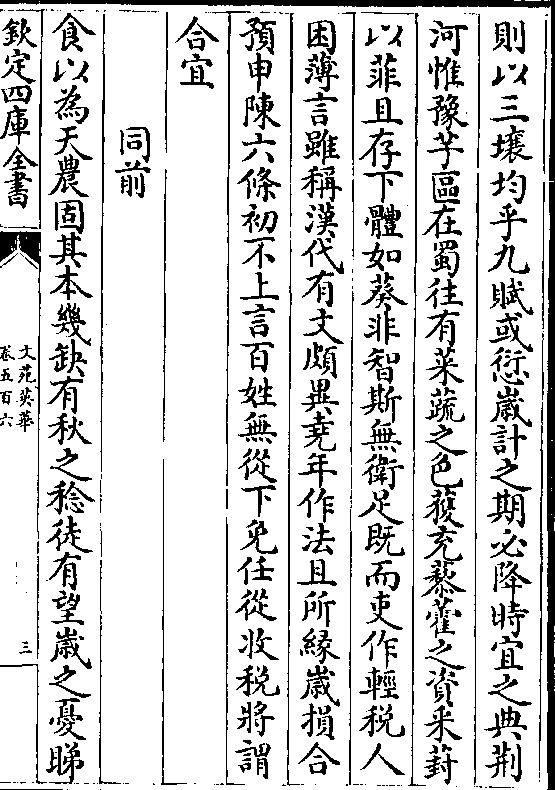 則以三壤均乎九賦或愆歲計之期必降時宜之典荆
河惟豫芋區在蜀往有菜蔬之色蓛充藜藿之資采葑
以菲且存下體如葵非智斯無衛足既而吏作輕税人
困薄言雖稱漢代有文頗異堯年作法且所縁歲損合
預申陳六條初不上言百姓無從下免任從收税將謂
合宜
同前
食以為天農固其本幾缺有秋之稔徒有望歲之憂睇
欽定四庫全書
文苑英華
卷五百六
三